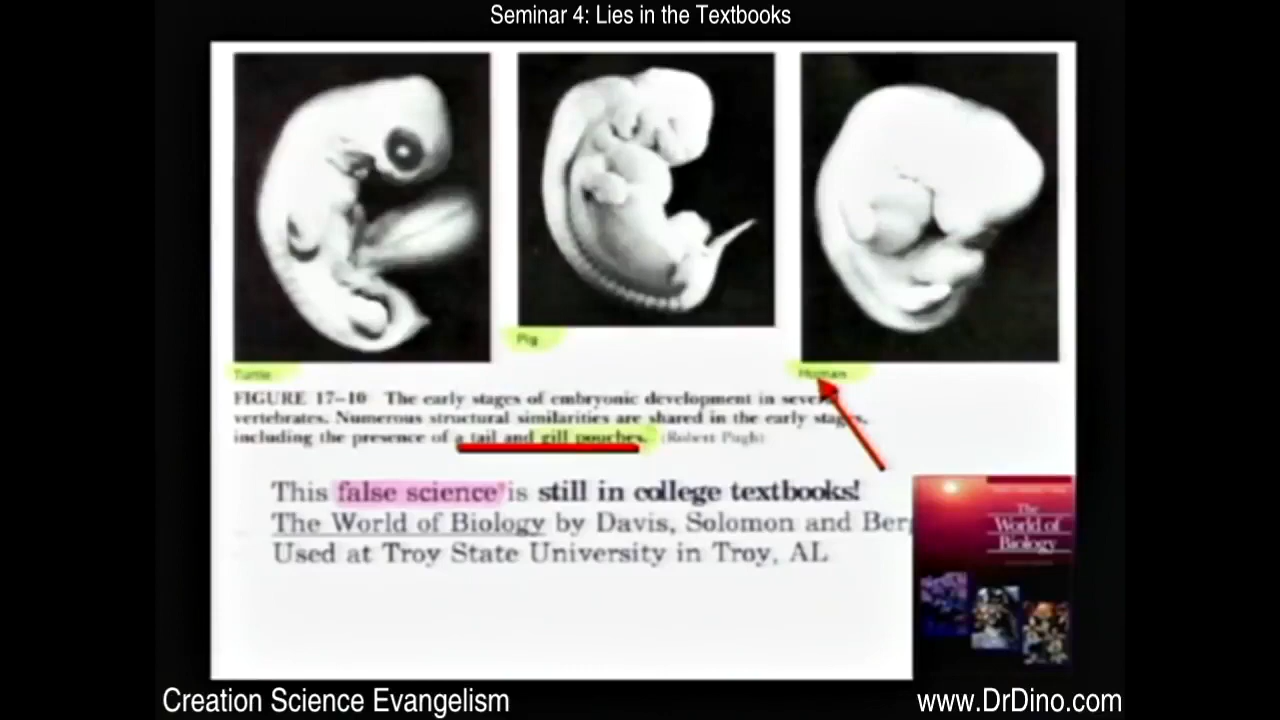 Seminar 4: Lies in the Textbooks
Turtle
Pig
Human
FIGURE 17–10 The early stages of embryonic development in several
vertebrates. Numerous structural similarities are shared in the early stages,
including the presence of a tail and gill pouches. (Robert Pugh)
This false science is still in college textbooks!
The World of Biology by Davis, Solomon and Ber
Used at Troy State University in Troy, AL
The
World of
Biology
Creation Science Evangelism
www.DrDino.com